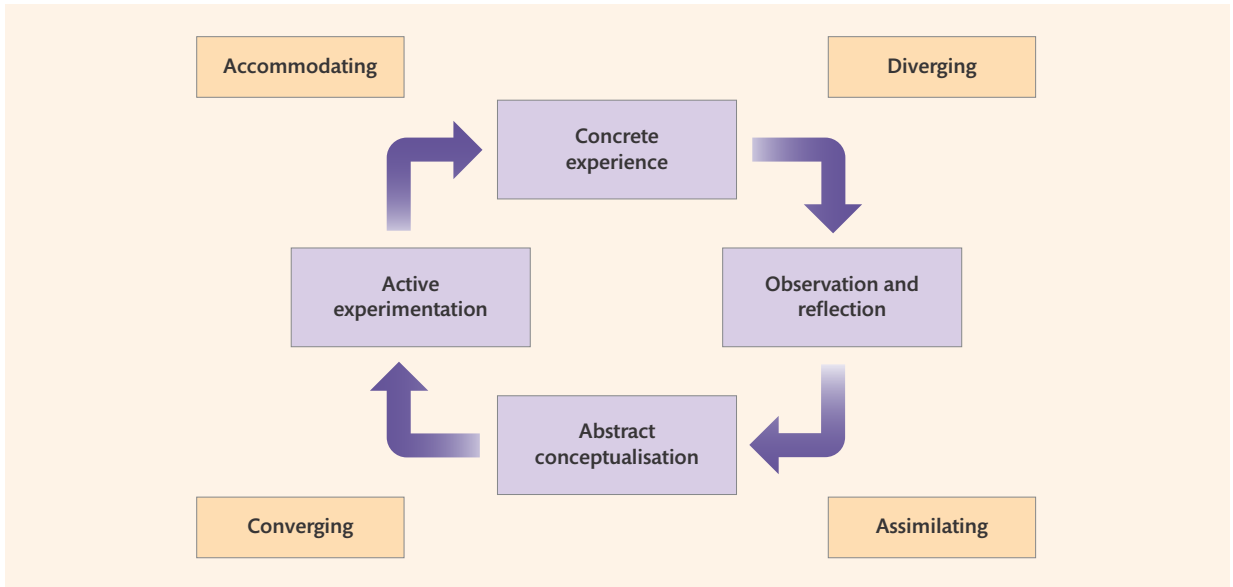 Accommodating
Diverging
Concrete
experience
Active
experimentation
Observation and
reflection
Abstract
conceptualisation
Converging
Assimilating